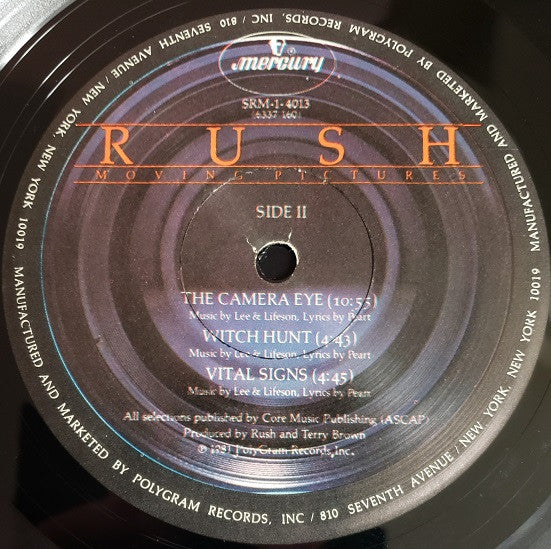 mercury
SRM-1-4013
(6337 160)
RUSH
MOVING PICTURES
SIDE II
THE CAMERA EYE (10:55)
Music by Lee & Lifeson, Lyrics by Peart
WITCH HUNT (4:43)
Music by Lee & Lifeson, Lyrics by Peart
VITAL SIGNS (4:45)
Music by Lee & Lifeson, Lyrics by Peart
All selections published by Core Music Publishing (ASCAP)
Produced by Rush and Terry Brown
℗ 1981 PolyGram Records, Inc.
MANUFACTURED AND MARKETED BY POLYGRAM RECORDS, INC / 810 SEVENTH AVENUE / NEW YORK, NEW YORK 10019
MANUFACTURED AND MARKETED BY POLYGRAM RECORDS, INC / 810 SEVENTH AVENUE / NEW YORK, NEW YORK 10019